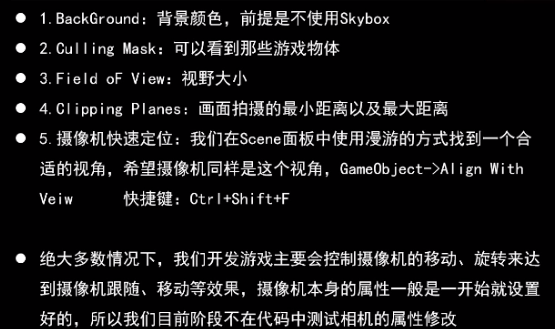 ● 1.BackGround：背景颜色，前提是不使用Skybox
● 2.Culling Mask：可以看到那些游戏物体
● 3.Field oF View：视野大小
● 4.Clipping Planes：画面拍摄的最小距离以及最大距离
● 5.摄像机快速定位：我们在Scene面板中使用漫游的方式找到一个合
适的视角，希望摄像机同样是这个视角，GameObject->Align With
Veiw 快捷键：Ctrl+Shift+F
● 绝大多数情况下，我们开发游戏主要会控制摄像机的移动、旋转来达
到摄像机跟随、移动等效果，摄像机本身的属性一般是一开始就设置
好的，所以我们目前阶段不在代码中测试相机的属性修改